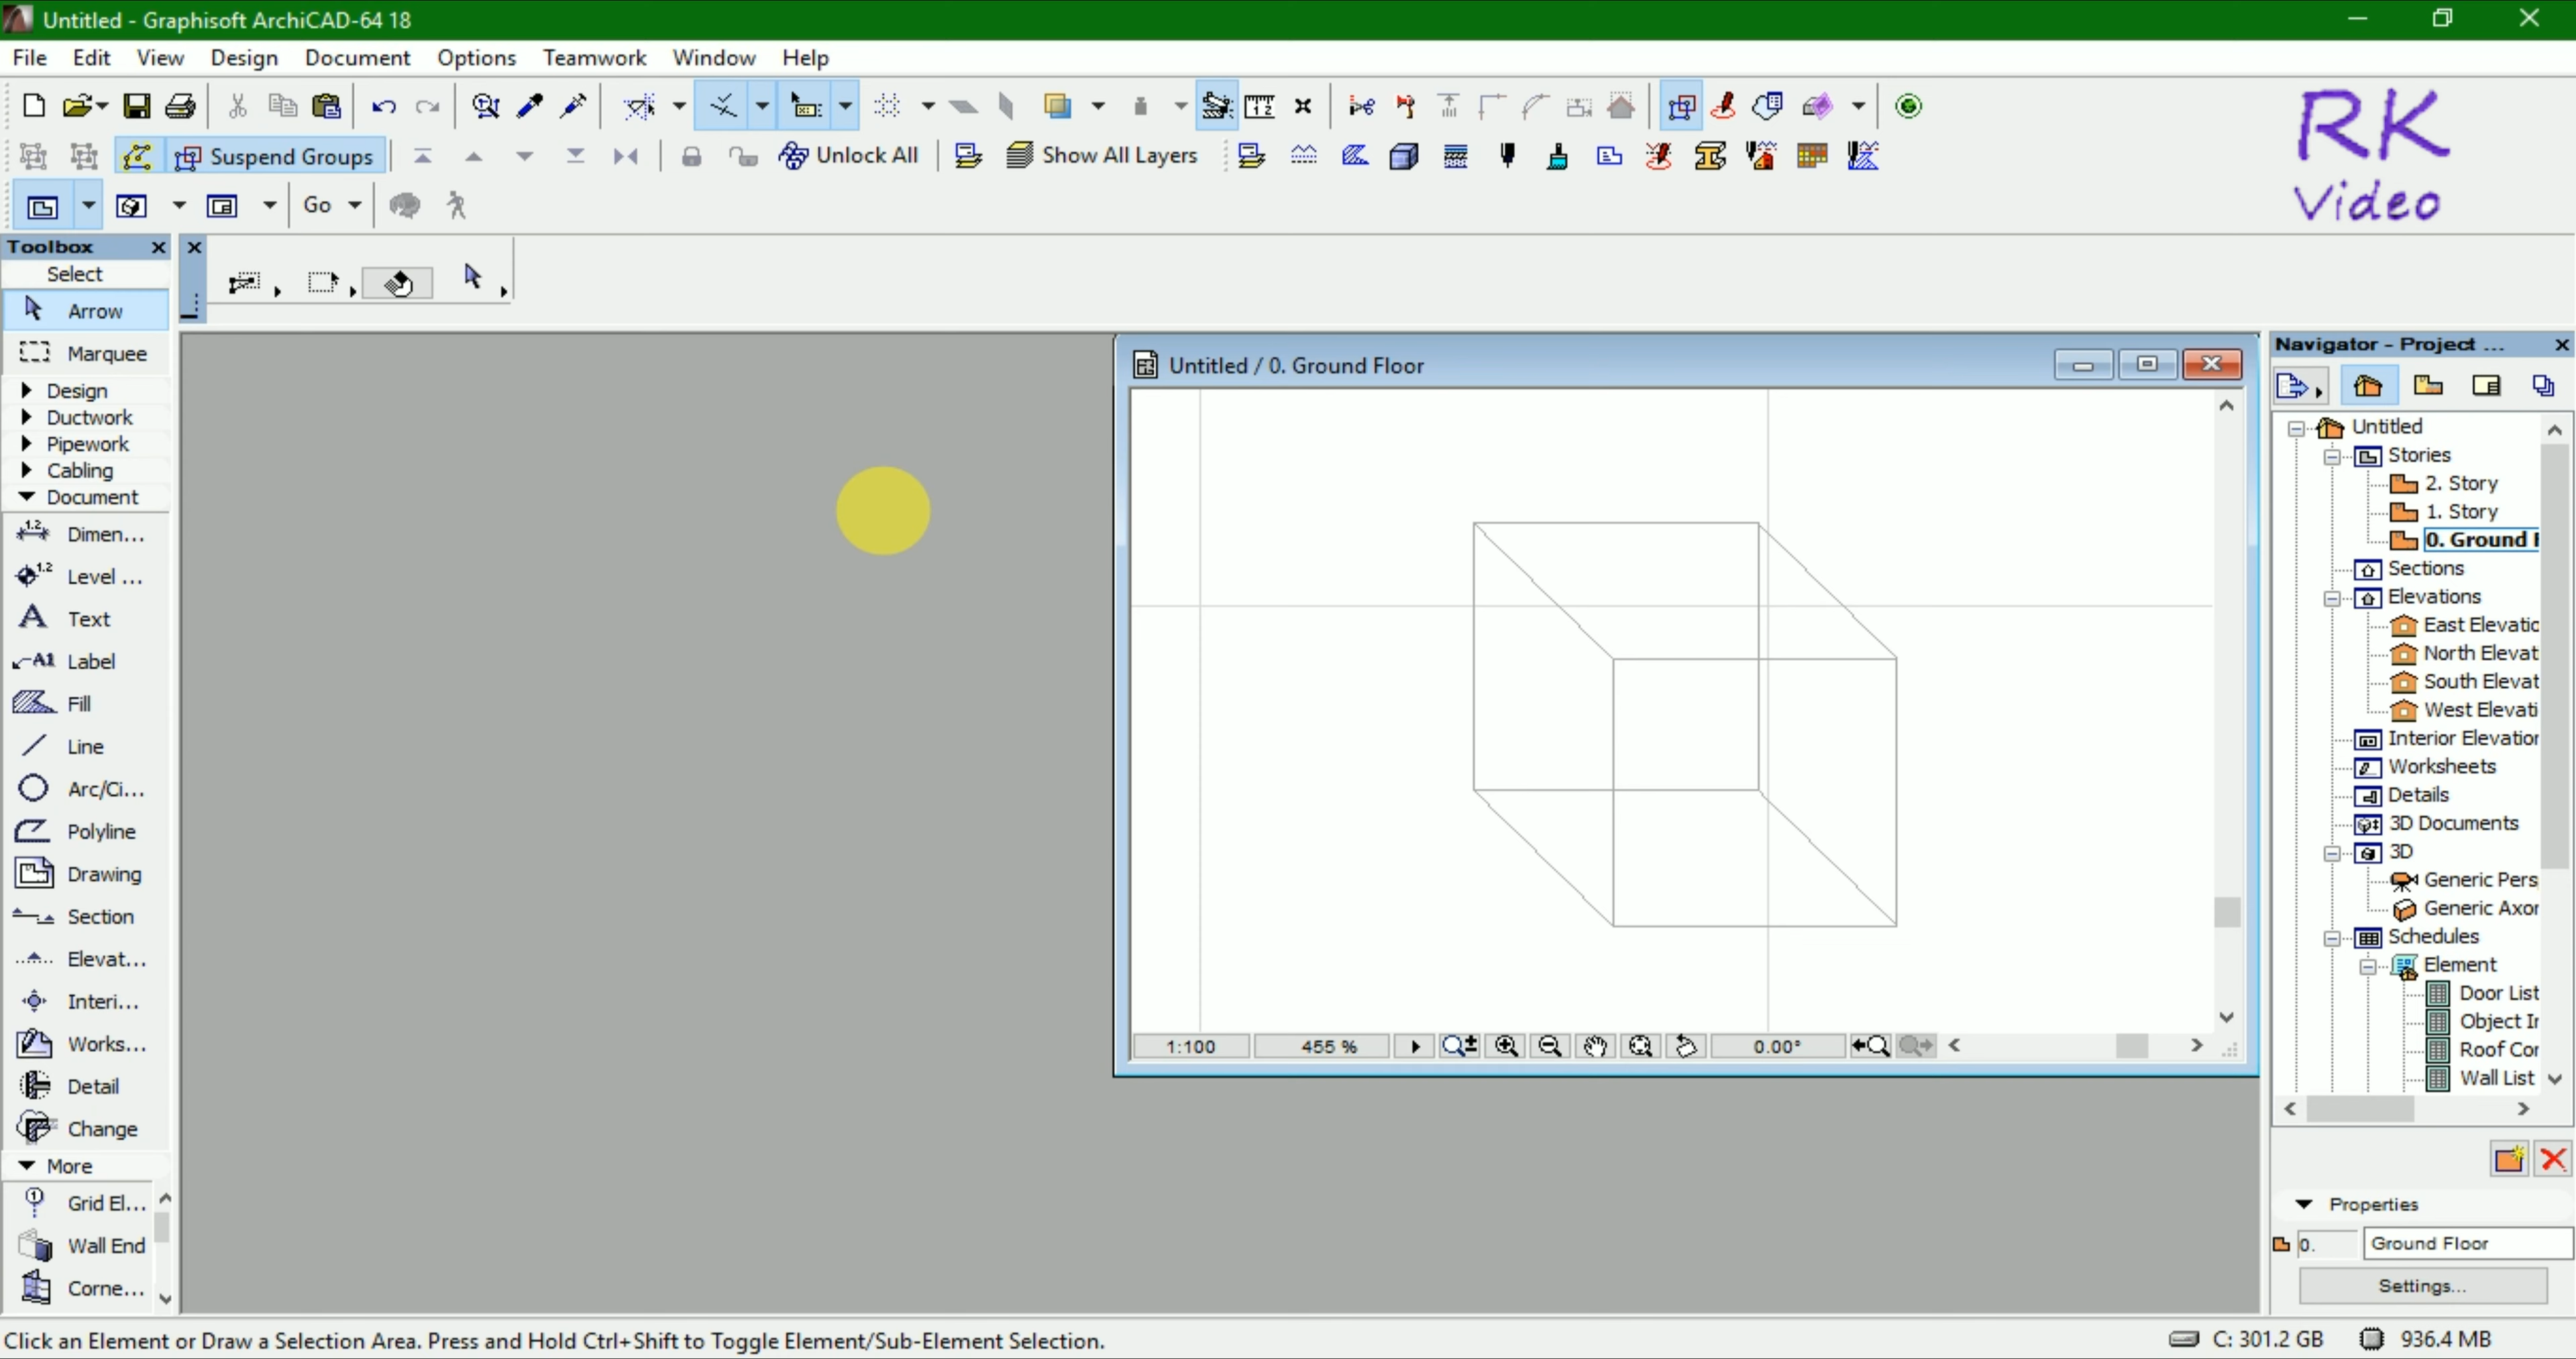 Untitled - Graphisoft ArchiCAD-64 18
File Edit View Design Document Options Teamwork Window Help
RK
Video
Suspend Groups Unlock All Show All Layers
Go
Toolbox
Select
Arrow
Marquee
Design
Ductwork
Pipework
Cabling
Document
Dimen...
Level ...
Text
Label
Fill
Line
Arc/Ci...
Polyline
Drawing
Section
Elevat...
Interi...
Works...
Detail
Change
More
Grid El...
Wall End
Corne...
Untitled / 0. Ground Floor
1:100 455 % 0.00°
Navigator - Project ...
Untitled
Stories
2. Story
1. Story
0. Ground F
Sections
Elevations
East Elevatio
North Elevat
South Elevat
West Elevati
Interior Elevation
Worksheets
Details
3D Documents
3D
Generic Pers
Generic Axor
Schedules
Element
Door List
Object Ir
Roof Cor
Wall List
Properties
0. Ground Floor
Settings...
Click an Element or Draw a Selection Area. Press and Hold Ctrl+Shift to Toggle Element/Sub-Element Selection.
C: 301.2 GB 936.4 MB